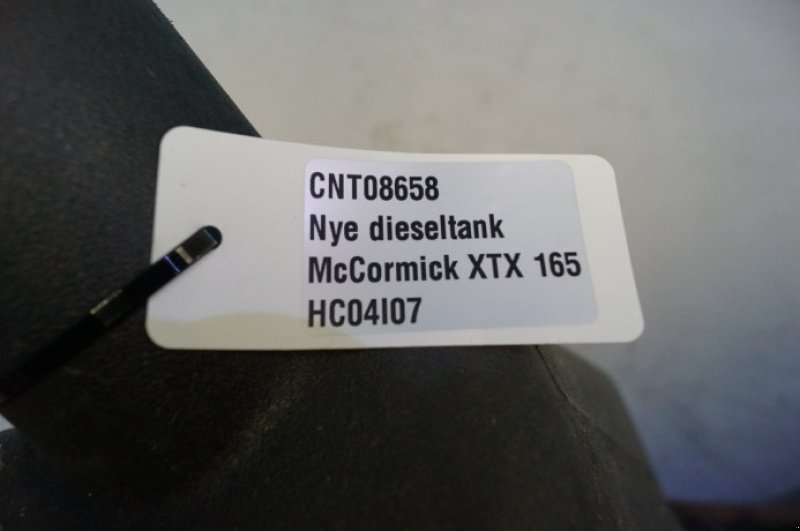 CNT08658
Nye dieseltank
McCormick XTX 165
HC04I07